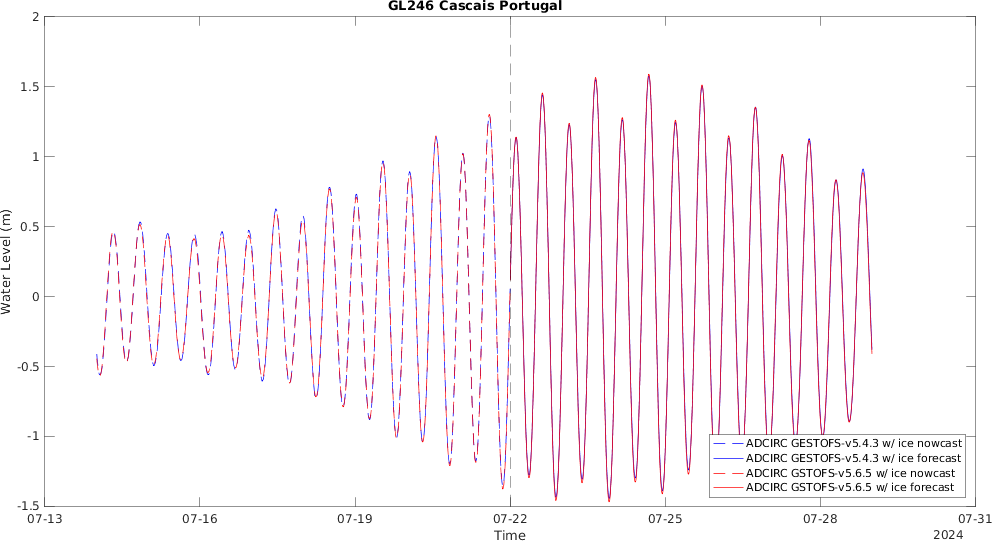 GL246 Cascais Portugal
2
1.5
1
0.5
0
-0.5
-1
-1.5
Water Level (m)
07-13
07-16
07-19
07-22
07-25
07-28
07-31
Time
2024
ADCIRC GESTOFS-v5.4.3 w/ ice nowcast
ADCIRC GESTOFS-v5.4.3 w/ ice forecast
ADCIRC GSTOFS-v5.6.5 w/ ice nowcast
ADCIRC GSTOFS-v5.6.5 w/ ice forecast